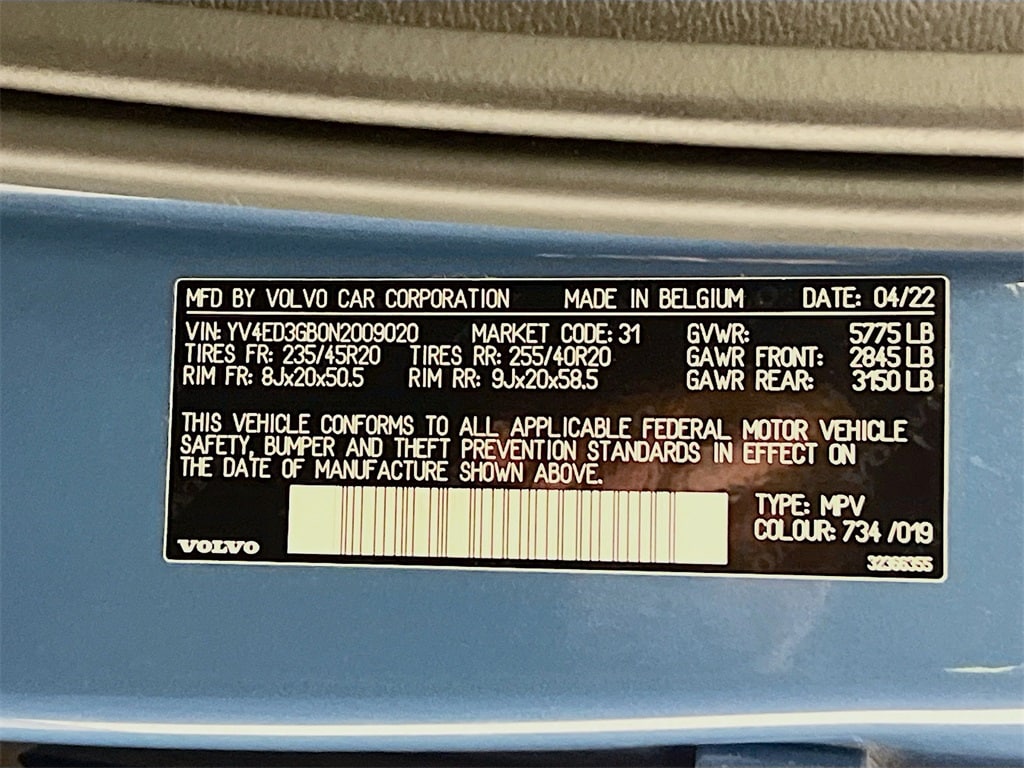 MFD BY VOLVO CAR CORPORATION MADE IN BELGIUM DATE: 04/22
VIN: YV4ED3GB0N2009020 MARKET CODE: 31 GVWR: 5775 LB
TIRES FR: 235/45R20 TIRES RR: 255/40R20 GAWR FRONT: 2845 LB
RIM FR: 8Jx20x50.5 RIM RR: 9Jx20x58.5 GAWR REAR: 3150 LB
THIS VEHICLE CONFORMS TO ALL APPLICABLE FEDERAL MOTOR VEHICLE
SAFETY, BUMPER AND THEFT PREVENTION STANDARDS IN EFFECT ON
THE DATE OF MANUFACTURE SHOWN ABOVE.
TYPE: MPV
COLOUR: 734 /019
VOLVO
32366355